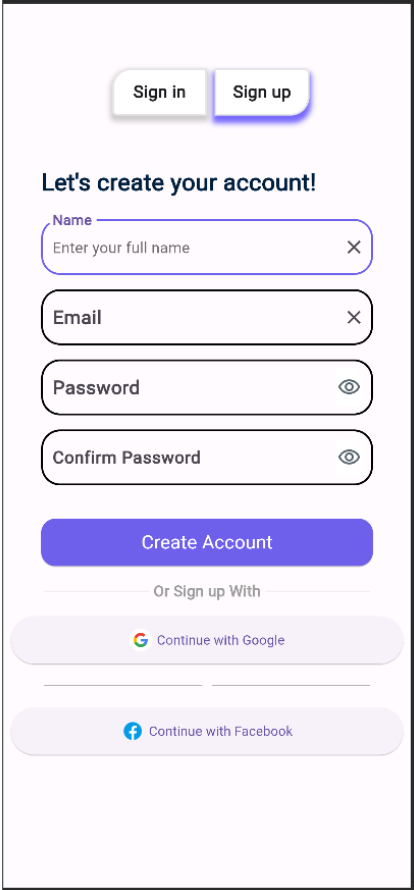 Sign in
Sign up
Let's create your account!
Name
Enter your full name
Email
Password
Confirm Password
Create Account
Or Sign up With
Continue with Google
Continue with Facebook